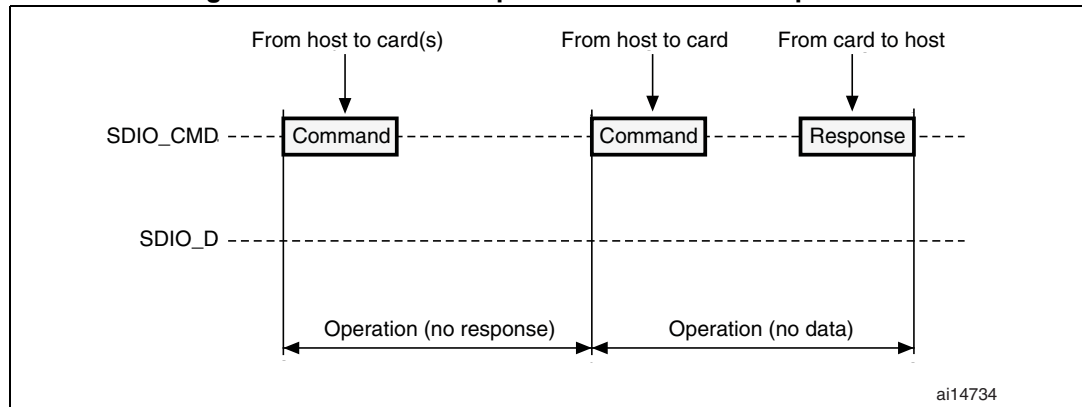 From host to card(s) From host to card From card to host
SDIO_CMD Command Command Response
SDIO_D
Operation (no response) Operation (no data)
ai14734